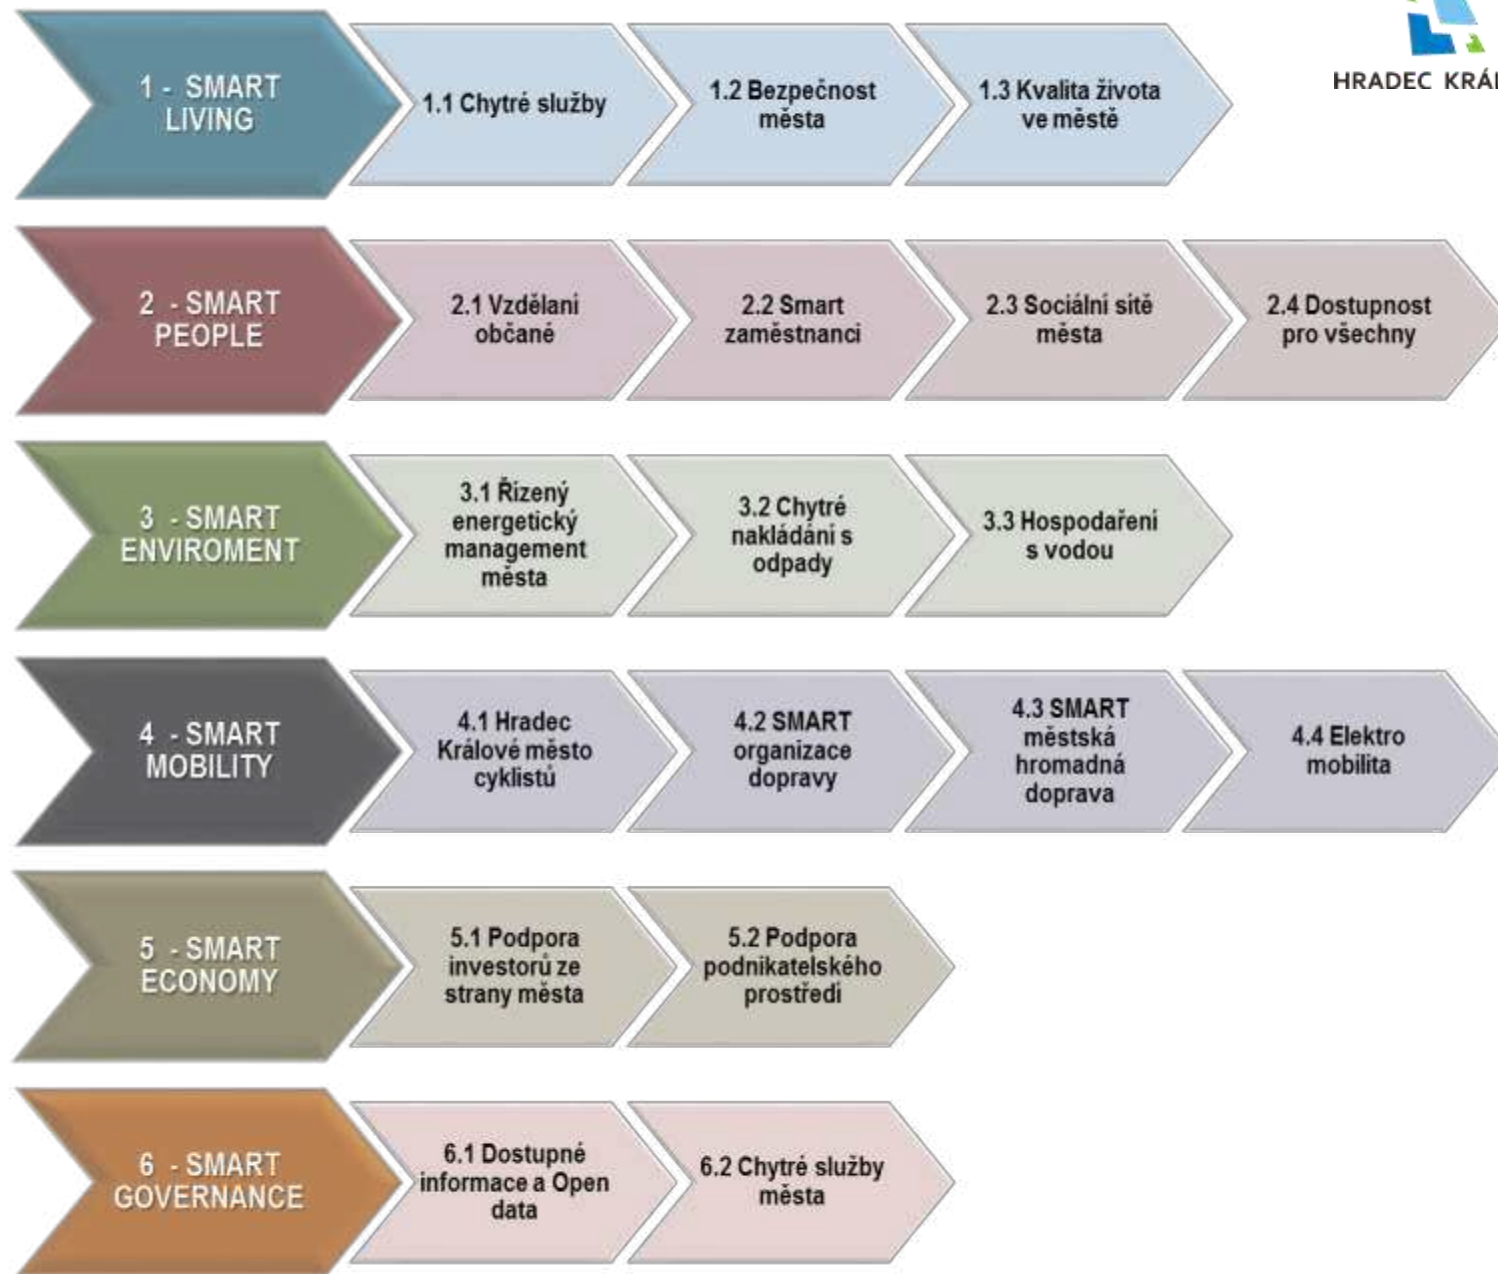 HRADEC KRÁL
1 - SMART
LIVING
1.1 Chytré služby
1.2 Bezpečnost
města
1.3 Kvalita života
ve městě
2 - SMART
PEOPLE
2.1 Vzdělaní
občané
2.2 Smart
zaměstnanci
2.3 Sociální sítě
města
2.4 Dostupnost
pro všechny
3 - SMART
ENVIROMENT
3.1 Řízený
energetický
management
města
3.2 Chytré
nakládání s
odpady
3.3 Hospodaření
s vodou
4 - SMART
MOBILITY
4.1 Hradec
Králové město
cyklistů
4.2 SMART
organizace
dopravy
4.3 SMART
městská
hromadná
doprava
4.4 Elektro
mobilita
5 - SMART
ECONOMY
5.1 Podpora
investorů ze
strany města
5.2 Podpora
podnikatelského
prostředí
6 - SMART
GOVERNANCE
6.1 Dostupné
informace a Open
data
6.2 Chytré služby
města